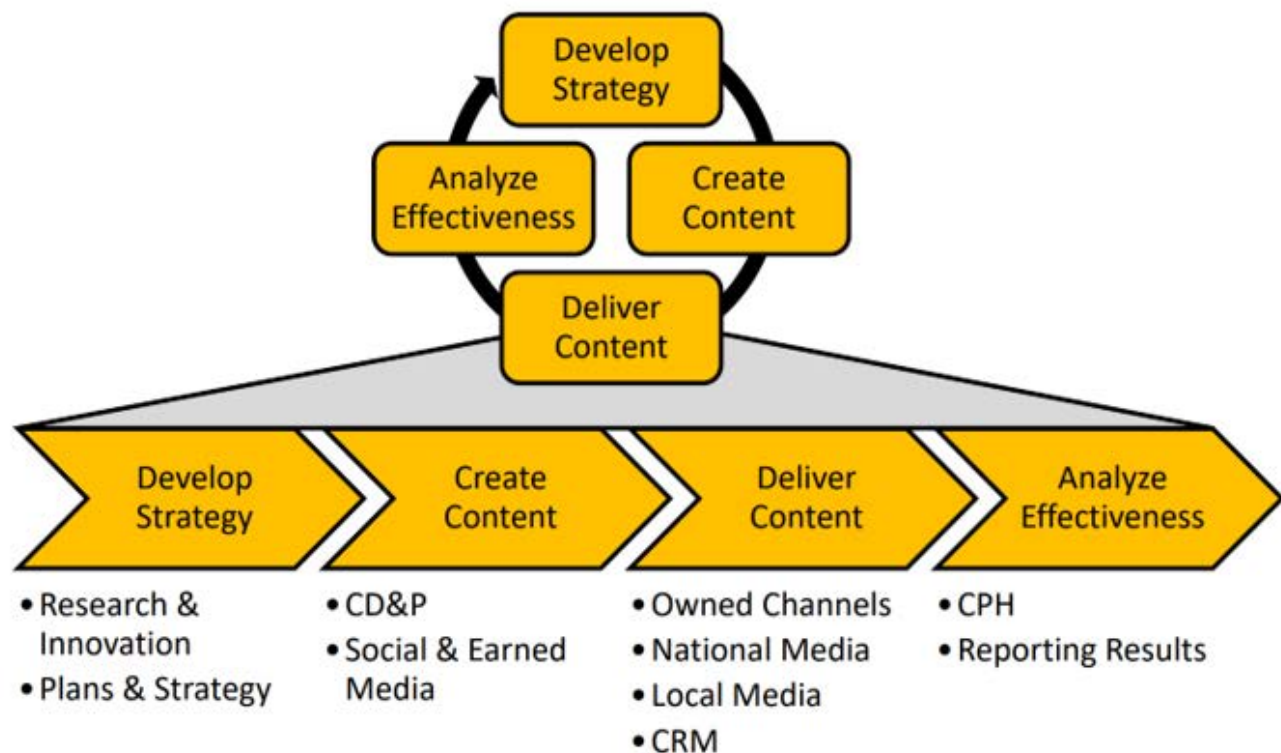 Develop
Strategy
Analyze
Effectiveness
Create
Content
Deliver
Content
Develop
Strategy
Create
Content
Deliver
Content
Analyze
Effectiveness
•Research &
Innovation
•Plans & Strategy
•CD&P
•Social & Earned
Media
•Owned Channels
•National Media
•Local Media
•CRM
•CPH
•Reporting Results